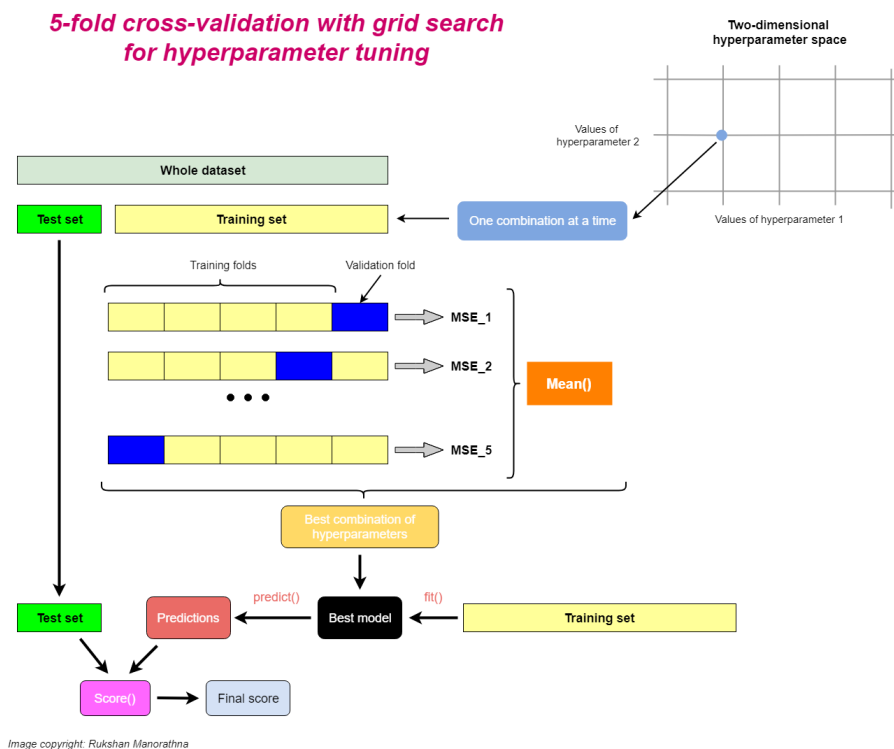 5-fold cross-validation with grid search
for hyperparameter tuning
Two-dimensional
hyperparameter space
Values of
hyperparameter 2
Values of hyperparameter 1
Whole dataset
Test set
Training set
One combination at a time
Training folds
Validation fold
MSE_1
MSE_2
Mean()
MSE_5
Best combination of
hyperparameters
predict()
fit()
Test set
Predictions
Best model
Training set
Score()
Final score
Image copyright: Rukshan Manorathna